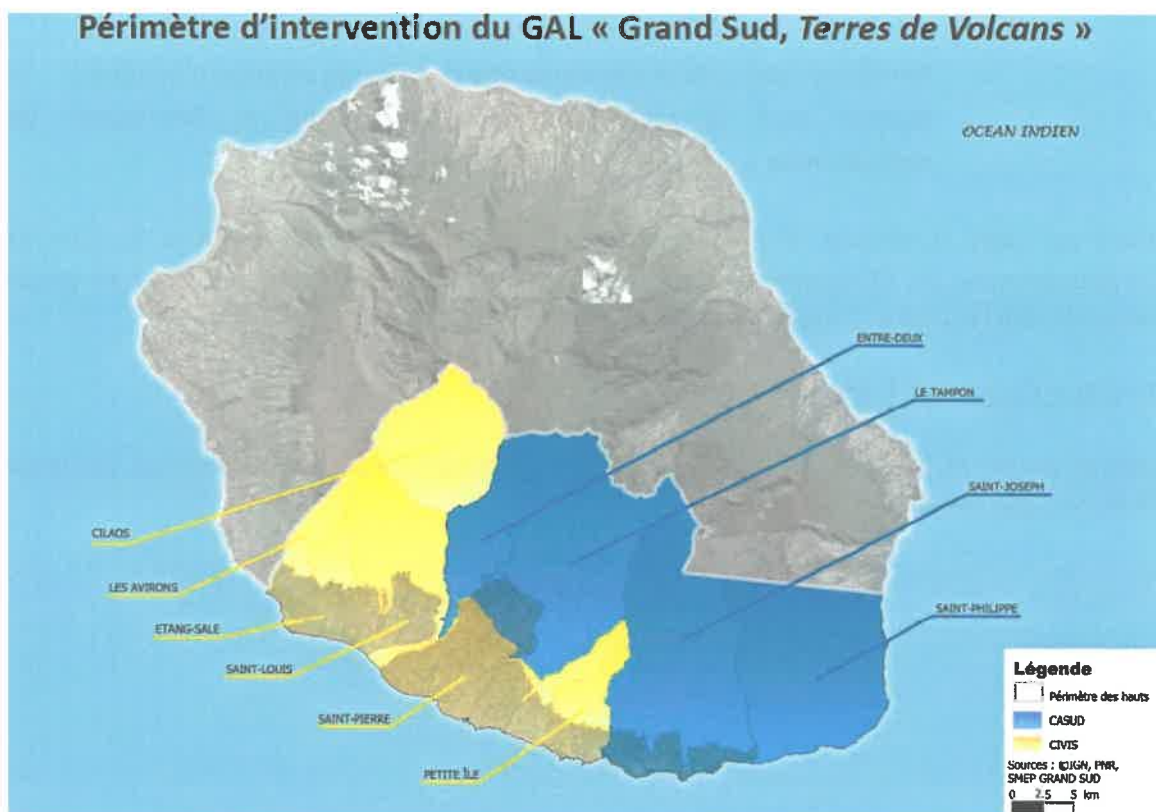 Périmètre d'intervention du GAL « Grand Sud, Terres de Volcans »
OCEAN INDIEN
ENTRE-DEUX
LE TAMPON
SAINT-JOSEPH
CILAOS
LES AVIRONS
SAINT-PHILIPPE
ETANG-SALE
SAINT-LOUIS
SAINT-PIERRE
PETITE ÎLE
Légende
Périmètre des hauts
CASUD
CIVIS
Sources : ©IGN, PNR,
SMEP GRAND SUD
0 2.5 5 km